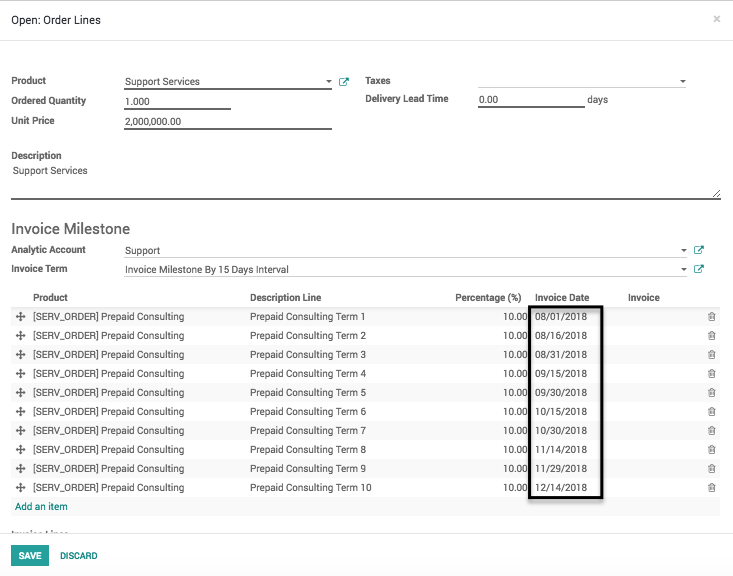 Open: Order Lines ×
Product Support Services Taxes
Ordered Quantity 1.000 Delivery Lead Time 0.00 days
Unit Price 2,000,000.00
Description
Support Services
Invoice Milestone
Analytic Account Support
Invoice Term Invoice Milestone By 15 Days Interval
Product Description Line Percentage (%) Invoice Date Invoice
[SERV_ORDER] Prepaid Consulting Prepaid Consulting Term 1 10.00 08/01/2018
[SERV_ORDER] Prepaid Consulting Prepaid Consulting Term 2 10.00 08/16/2018
[SERV_ORDER] Prepaid Consulting Prepaid Consulting Term 3 10.00 08/31/2018
[SERV_ORDER] Prepaid Consulting Prepaid Consulting Term 4 10.00 09/15/2018
[SERV_ORDER] Prepaid Consulting Prepaid Consulting Term 5 10.00 09/30/2018
[SERV_ORDER] Prepaid Consulting Prepaid Consulting Term 6 10.00 10/15/2018
[SERV_ORDER] Prepaid Consulting Prepaid Consulting Term 7 10.00 10/30/2018
[SERV_ORDER] Prepaid Consulting Prepaid Consulting Term 8 10.00 11/14/2018
[SERV_ORDER] Prepaid Consulting Prepaid Consulting Term 9 10.00 11/29/2018
[SERV_ORDER] Prepaid Consulting Prepaid Consulting Term 10 10.00 12/14/2018
Add an item
SAVE DISCARD